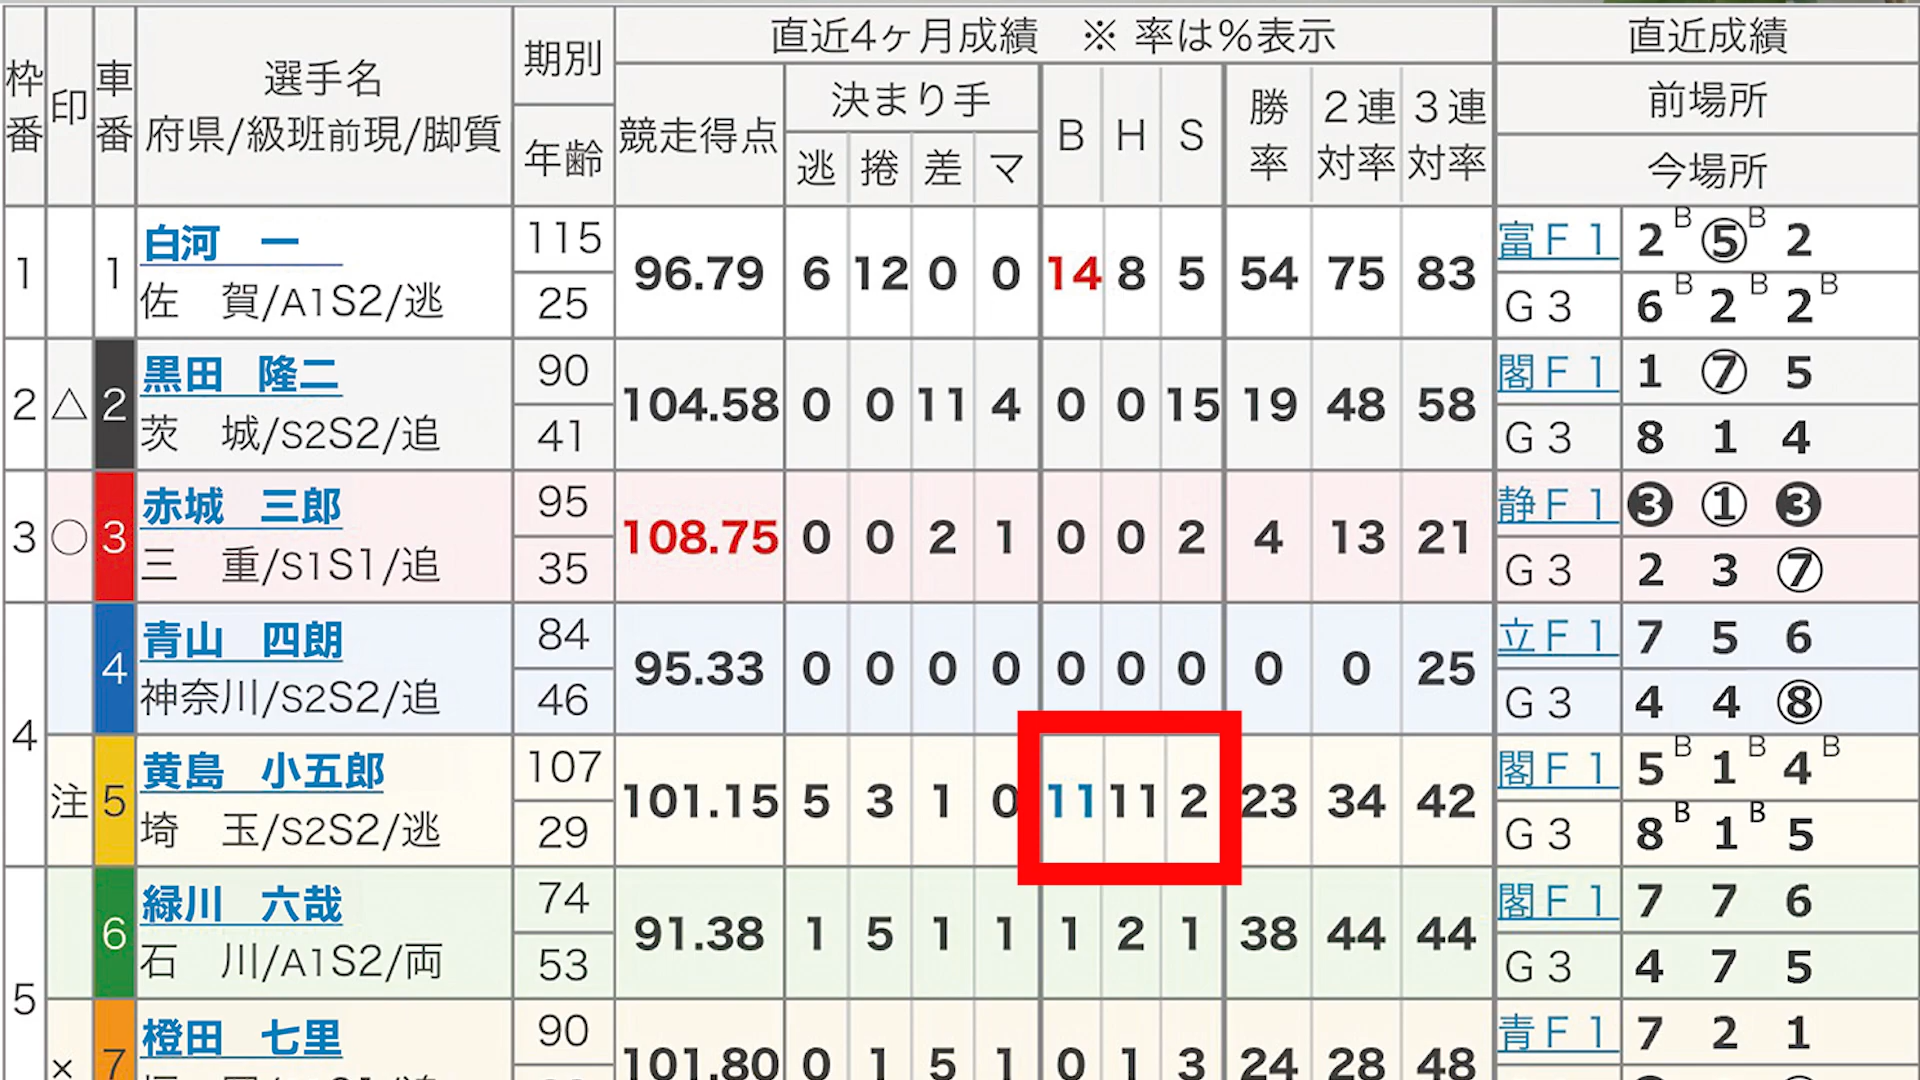 枠番 印 車番 選手名 府県/級班前現/脚質 期別 年齢 直近4ヶ月成績 ※ 率は%表示 直近成績
競走得点 決まり手 B H S 勝率 2連対率 3連対率 前場所
逃 捲 差 マ 今場所
1 1 白河 一 115 96.79 6 12 0 0 14 8 5 54 75 83 富F1 2B ⑤B 2
佐 賀/A1S2/逃 25 G3 6B 2B 2B
2 △ 2 黒田 隆二 90 104.58 0 0 11 4 0 0 15 19 48 58 閣F1 1 ⑦ 5
茨 城/S2S2/追 41 G3 8 1 4
3 ○ 3 赤城 三郎 95 108.75 0 0 2 1 0 0 2 4 13 21 静F1 ❸ ① ❸
三 重/S1S1/追 35 G3 2 3 ⑦
4 4 青山 四朗 84 95.33 0 0 0 0 0 0 0 0 0 25 立F1 7 5 6
神奈川/S2S2/追 46 G3 4 4 ⑧
注 5 黄島 小五郎 107 101.15 5 3 1 0 11 11 2 23 34 42 閣F1 5B 1B 4B
埼 玉/S2S2/逃 29 G3 8B 1B 5
5 6 緑川 六哉 74 91.38 1 5 1 1 1 2 1 38 44 44 閣F1 7 7 6
石 川/A1S2/両 53 G3 4 7 5
× 7 橙田 七里 90 101.80 0 1 5 1 0 1 3 24 28 48 青F1 7 2 1